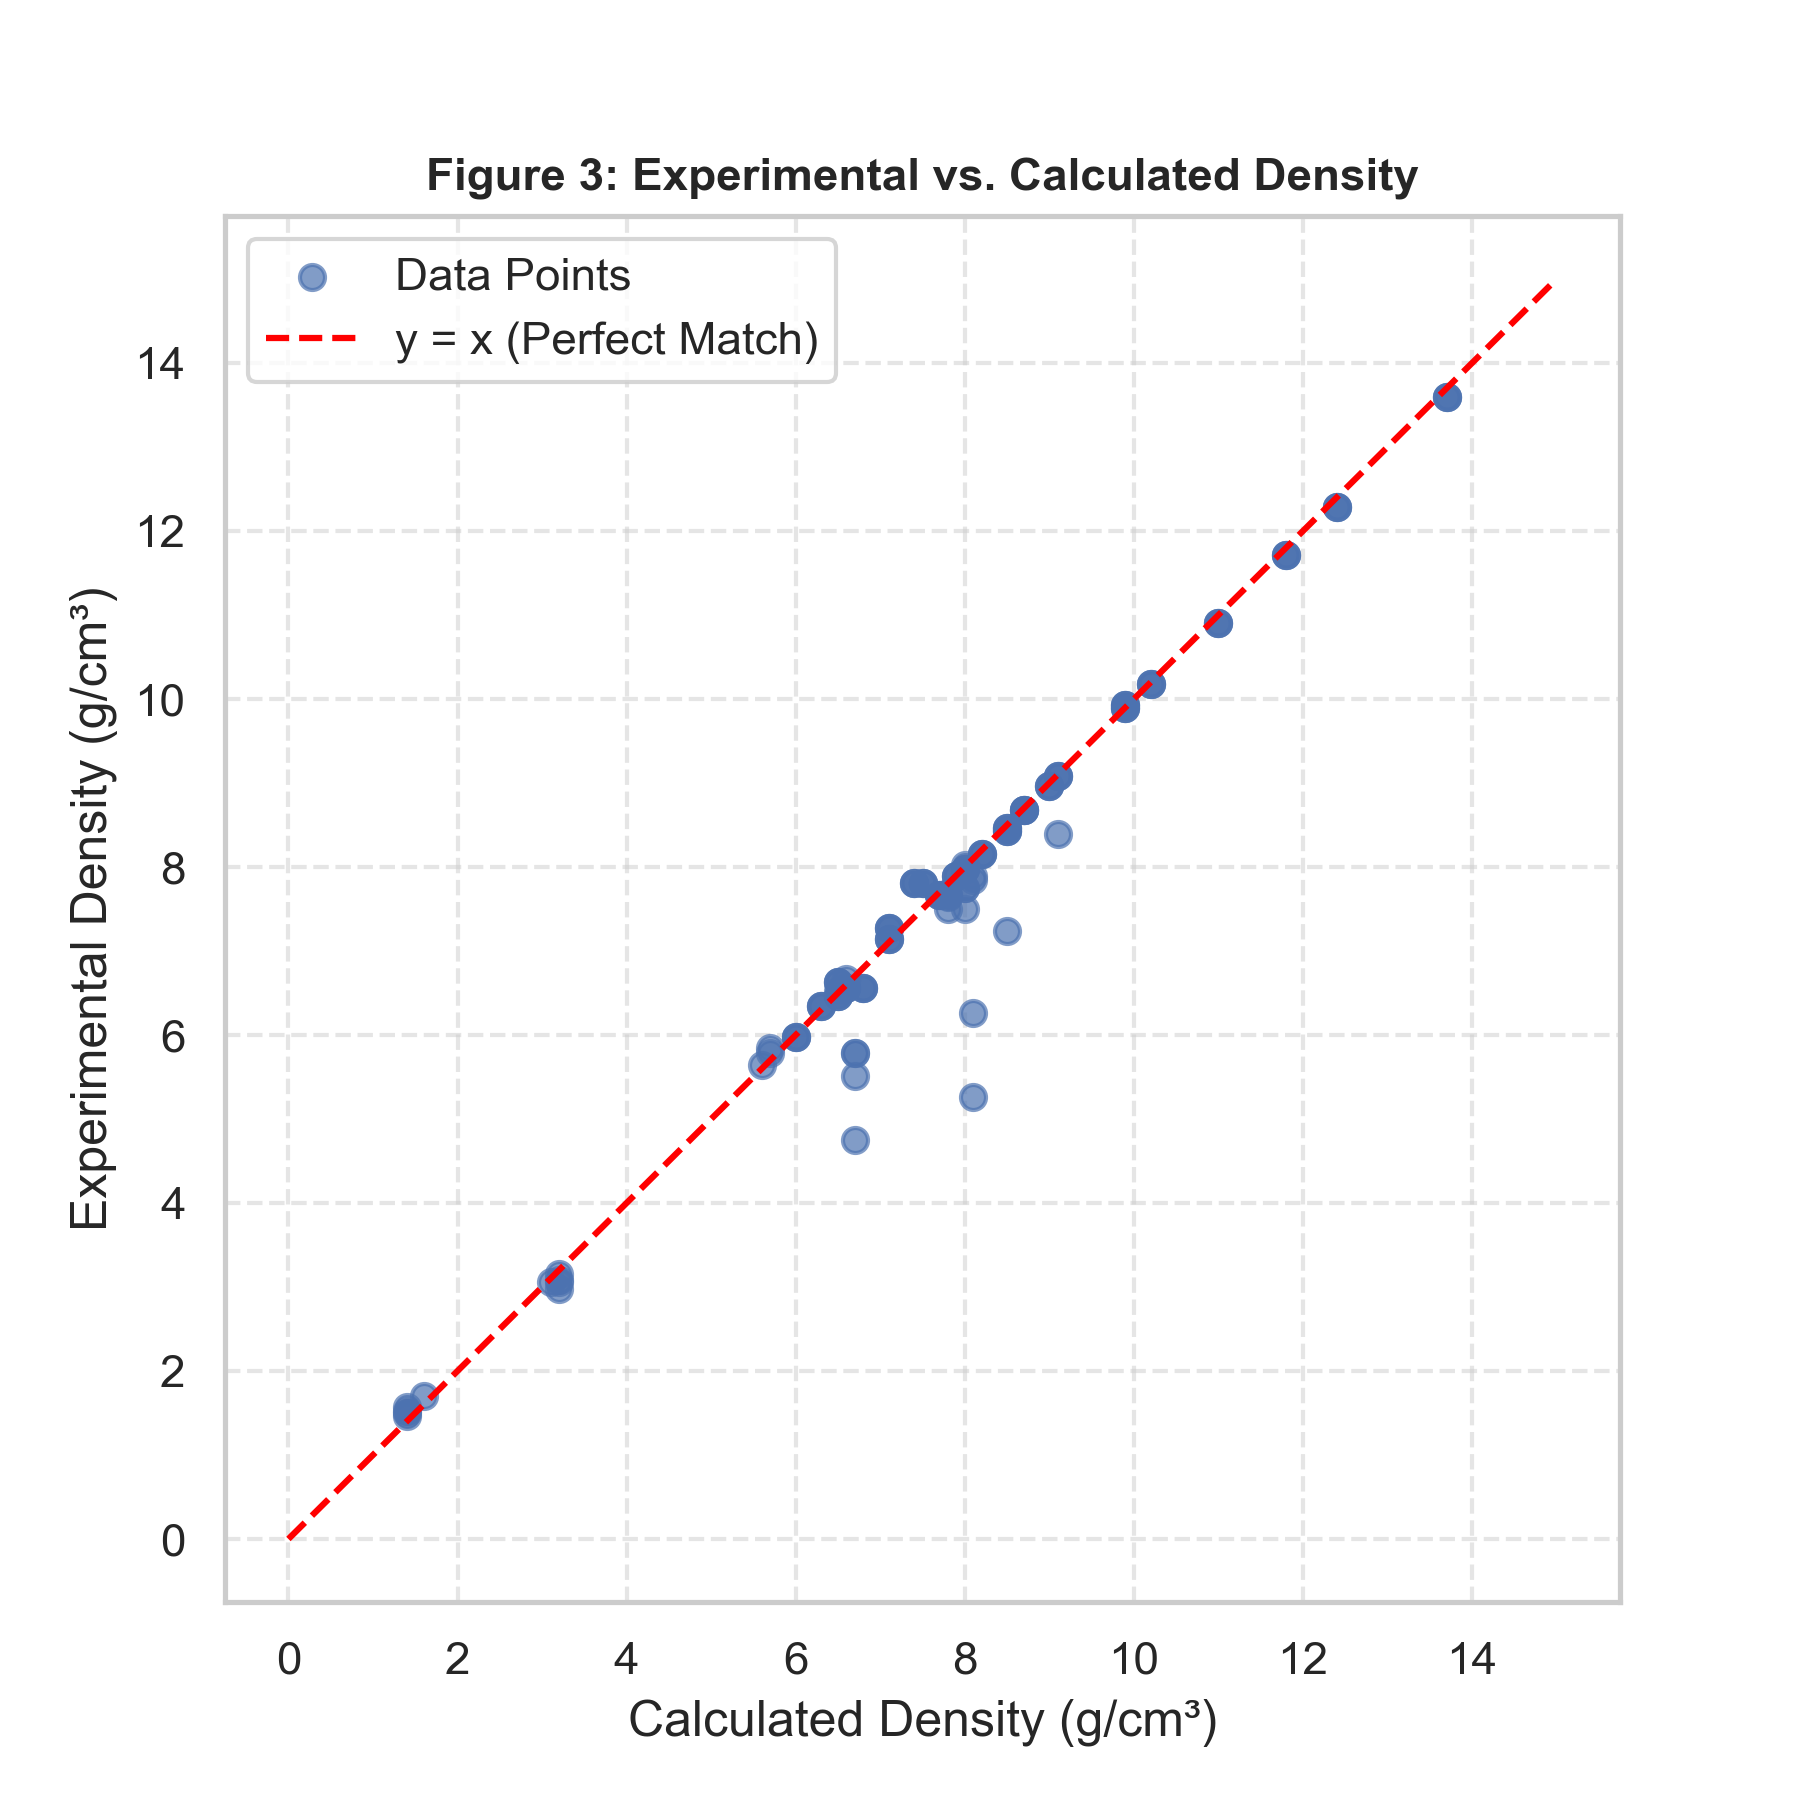 Figure 3: Experimental vs. Calculated Density
Data Points
y = x (Perfect Match)
Experimental Density (g/cm³)
14
12
10
8
6
4
2
0
0 2 4 6 8 10 12 14
Calculated Density (g/cm³)